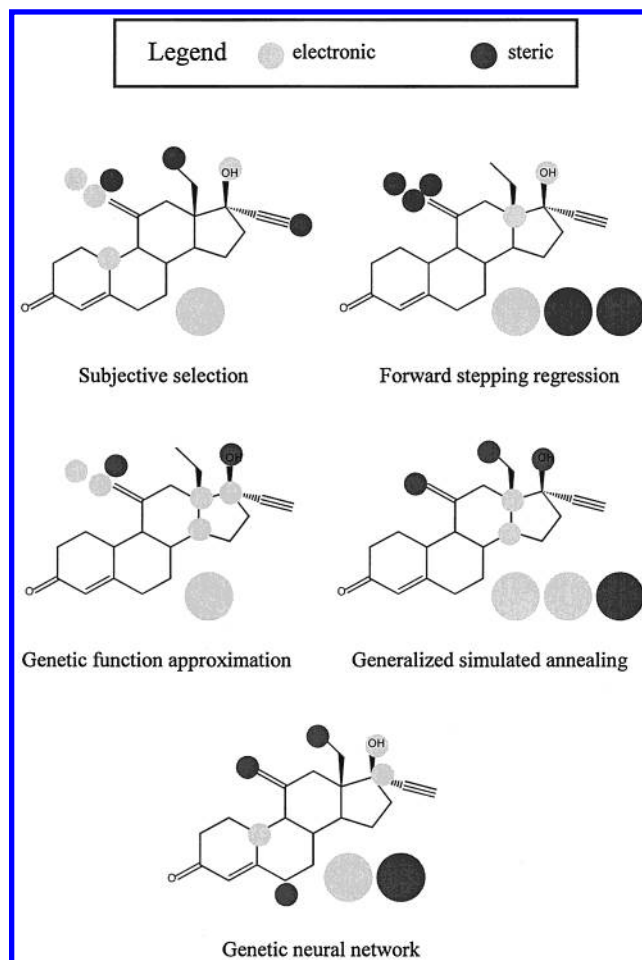 Legend electronic steric
OH
O
Subjective selection
OH
O
Forward stepping regression
OH
O
Genetic function approximation
OH
O
Generalized simulated annealing
OH
O
Genetic neural network